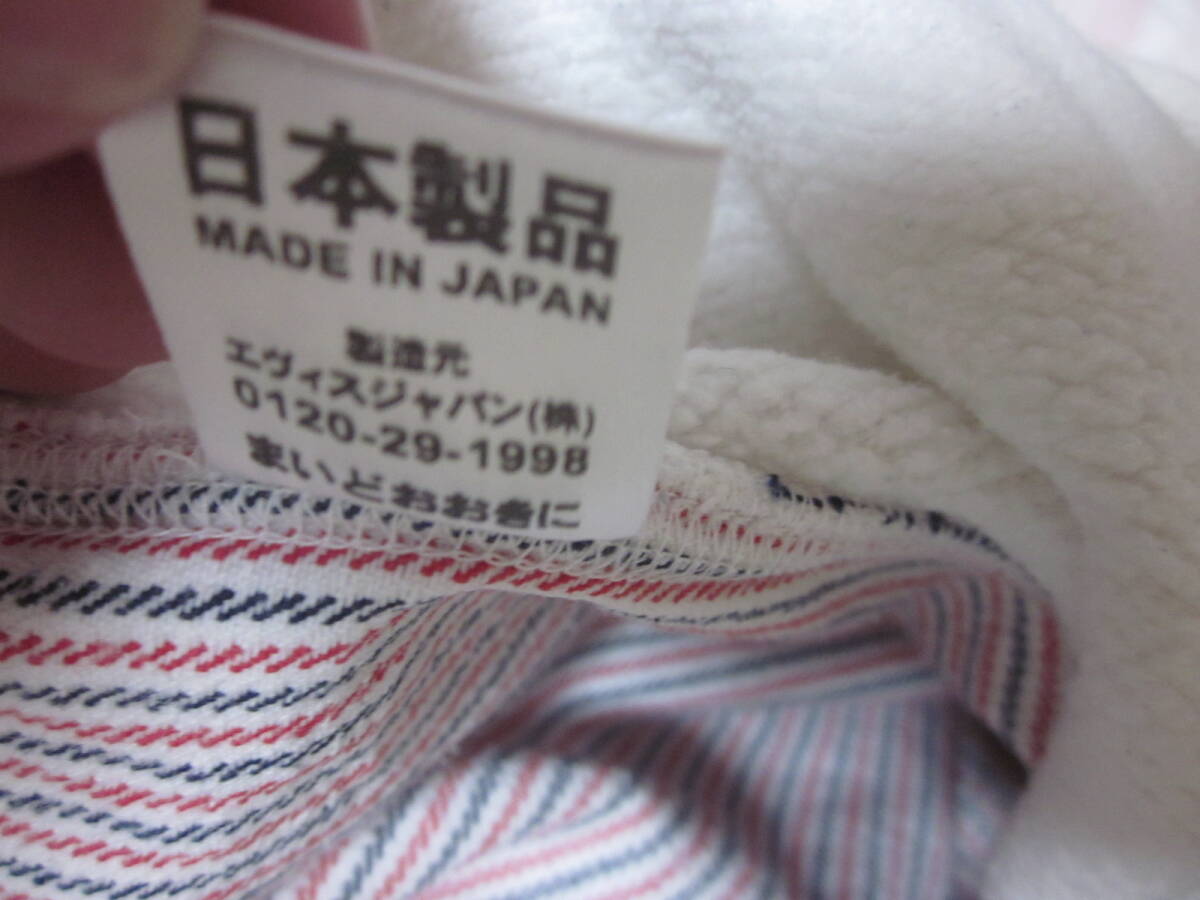 日本製品
MADE IN JAPAN
製造元
エヴィスジャパン(株)
0120-29-1998
まいどおおきに